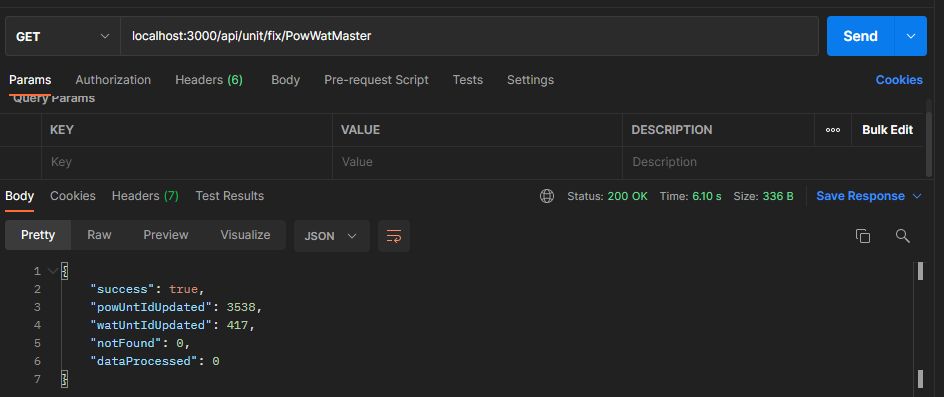 GET localhost:3000/api/unit/fix/PowWatMaster Send
Params Authorization Headers (6) Body Pre-request Script Tests Settings Cookies
Query Params
KEY VALUE DESCRIPTION ooo Bulk Edit
Key Value Description
Body Cookies Headers (7) Test Results Status: 200 OK Time: 6.10 s Size: 336 B Save Response
Pretty Raw Preview Visualize JSON
1 {
2 "success": true,
3 "powUntIdUpdated": 3538,
4 "watUntIdUpdated": 417,
5 "notFound": 0,
6 "dataProcessed": 0
7 }